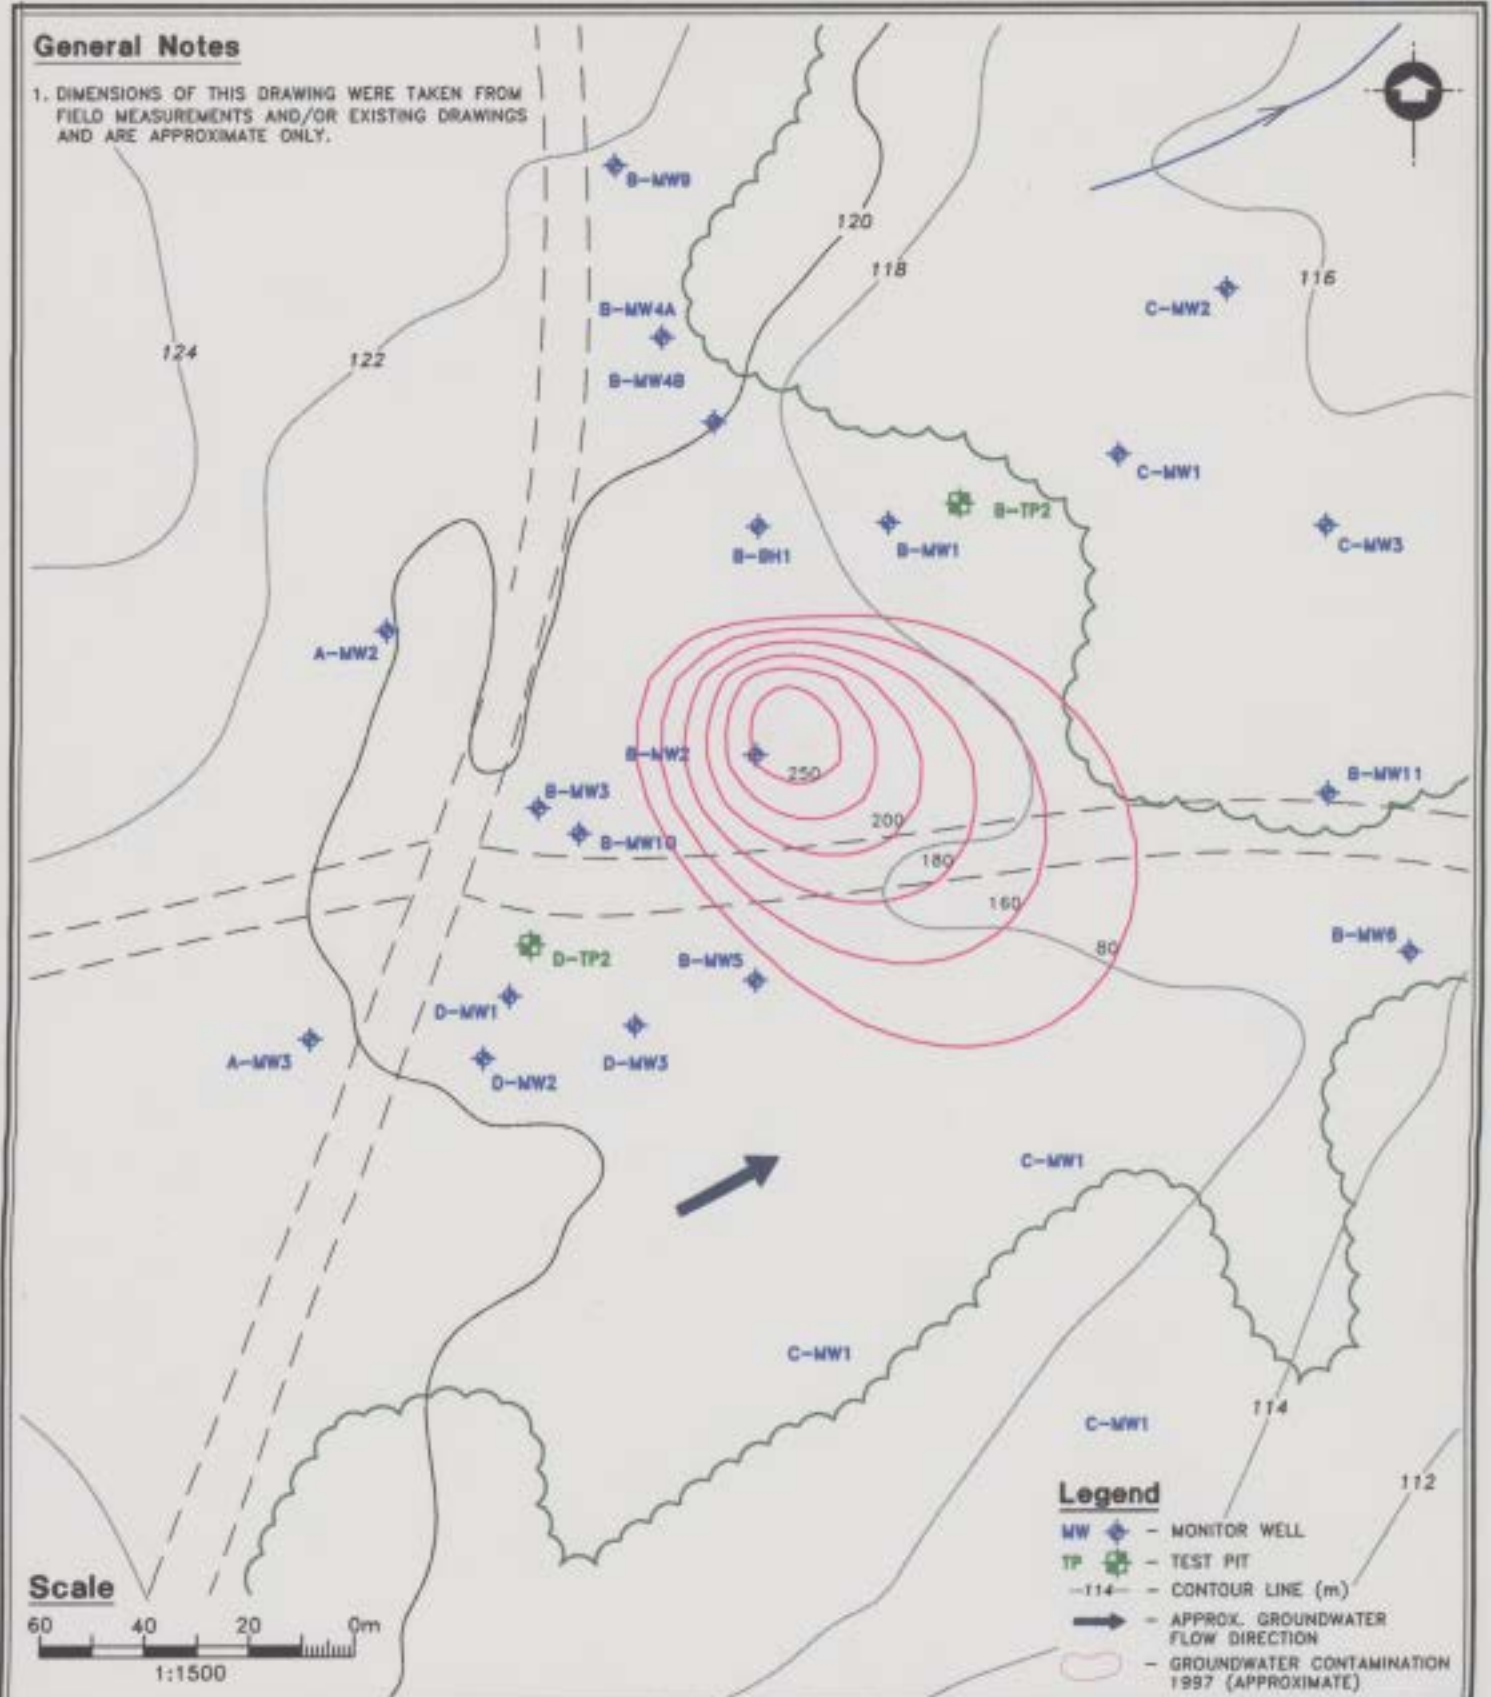 General Notes
1. DIMENSIONS OF THIS DRAWING WERE TAKEN FROM
FIELD MEASUREMENTS AND/OR EXISTING DRAWINGS
AND ARE APPROXIMATE ONLY.
B-MW9
120
118
116
B-MW4A
C-MW2
124
122
B-MW4B
C-MW1
B-TP2
B-BH1
B-MW1
C-MW3
A-MW2
B-MW2
250
B-MW11
B-MW3
200
B-MW10
180
160
B-MW6
80
D-TP2
B-MW5
D-MW1
A-MW3
D-MW3
D-MW2
C-MW1
C-MW1
114
C-MW1
112
Legend
MW - MONITOR WELL
TP - TEST PIT
114 - CONTOUR LINE (m)
- APPROX. GROUNDWATER
FLOW DIRECTION
- GROUNDWATER CONTAMINATION
1997 (APPROXIMATE)
Scale
60 40 20 0m
1:1500